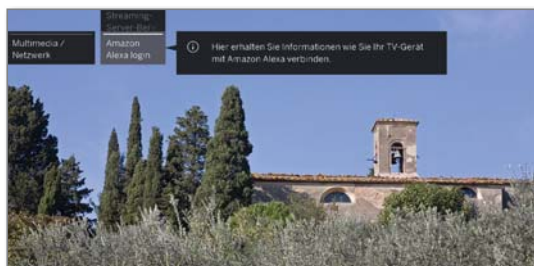 Streaming-
Server-Ber
Multimedia /
Netzwerk
Amazon
Alexa login
Hier erhalten Sie Informationen wie Sie Ihr TV-Gerät
mit Amazon Alexa verbinden.